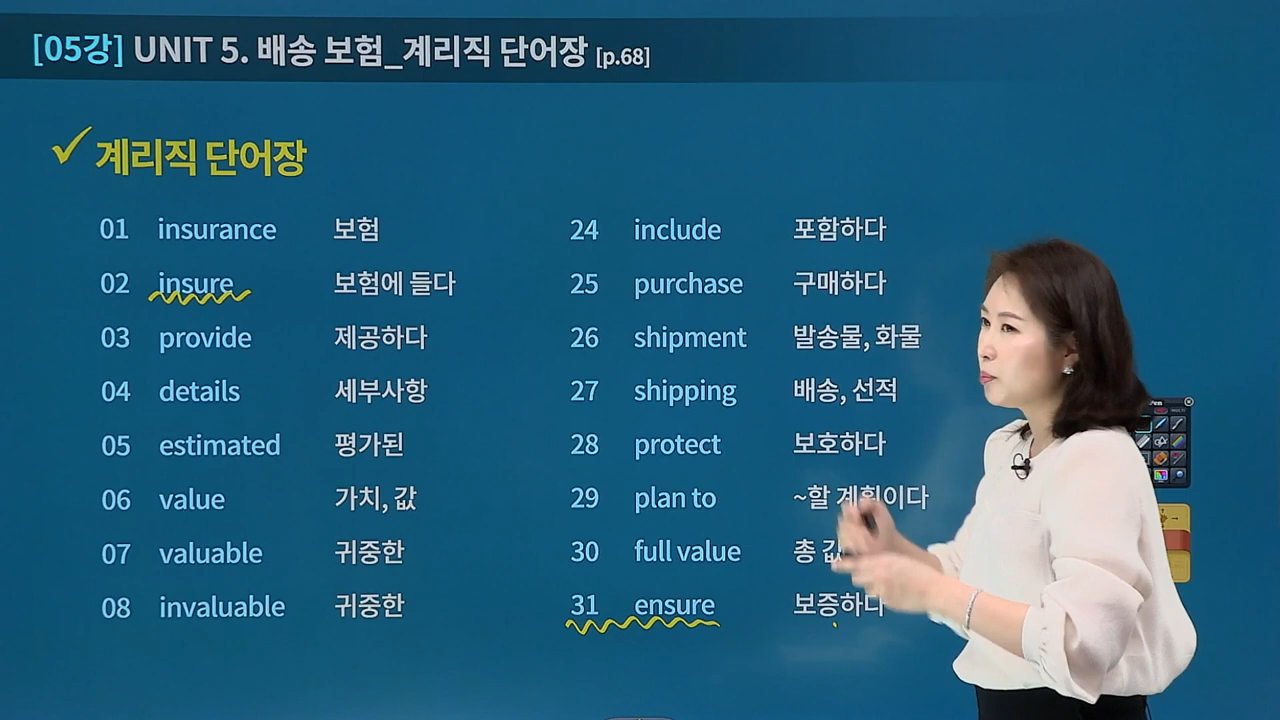 [05강] UNIT 5. 배송 보험_계리직 단어장 [p.68]
계리직 단어장
01 insurance 보험
02 insure 보험에 들다
03 provide 제공하다
04 details 세부사항
05 estimated 평가된
06 value 가치, 값
07 valuable 귀중한
08 invaluable 귀중한
24 include 포함하다
25 purchase 구매하다
26 shipment 발송물, 화물
27 shipping 배송, 선적
28 protect 보호하다
29 plan to ~할 계획이다
30 full value 총
31 ensure 보증하다